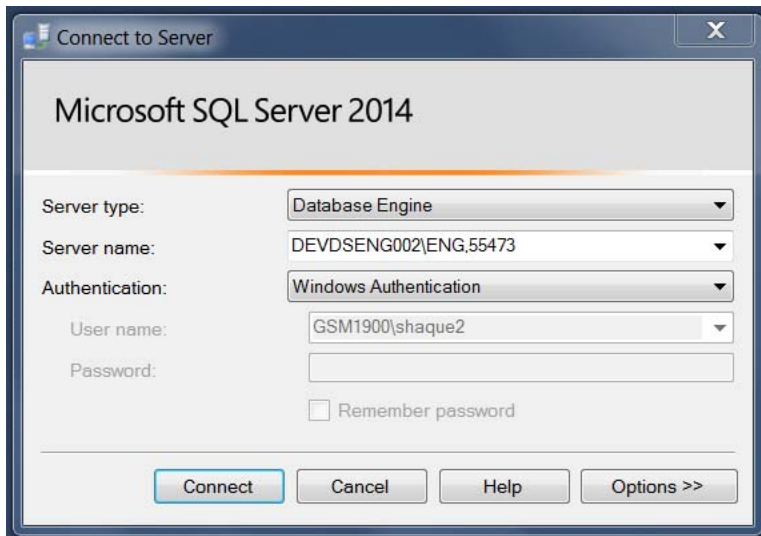 Connect to Server
X
Microsoft SQL Server 2014
Server type: Database Engine
Server name: DEVDSENG002\ENG,55473
Authentication: Windows Authentication
User name: GSM1900\shaque2
Password:
Remember password
Connect Cancel Help Options >>